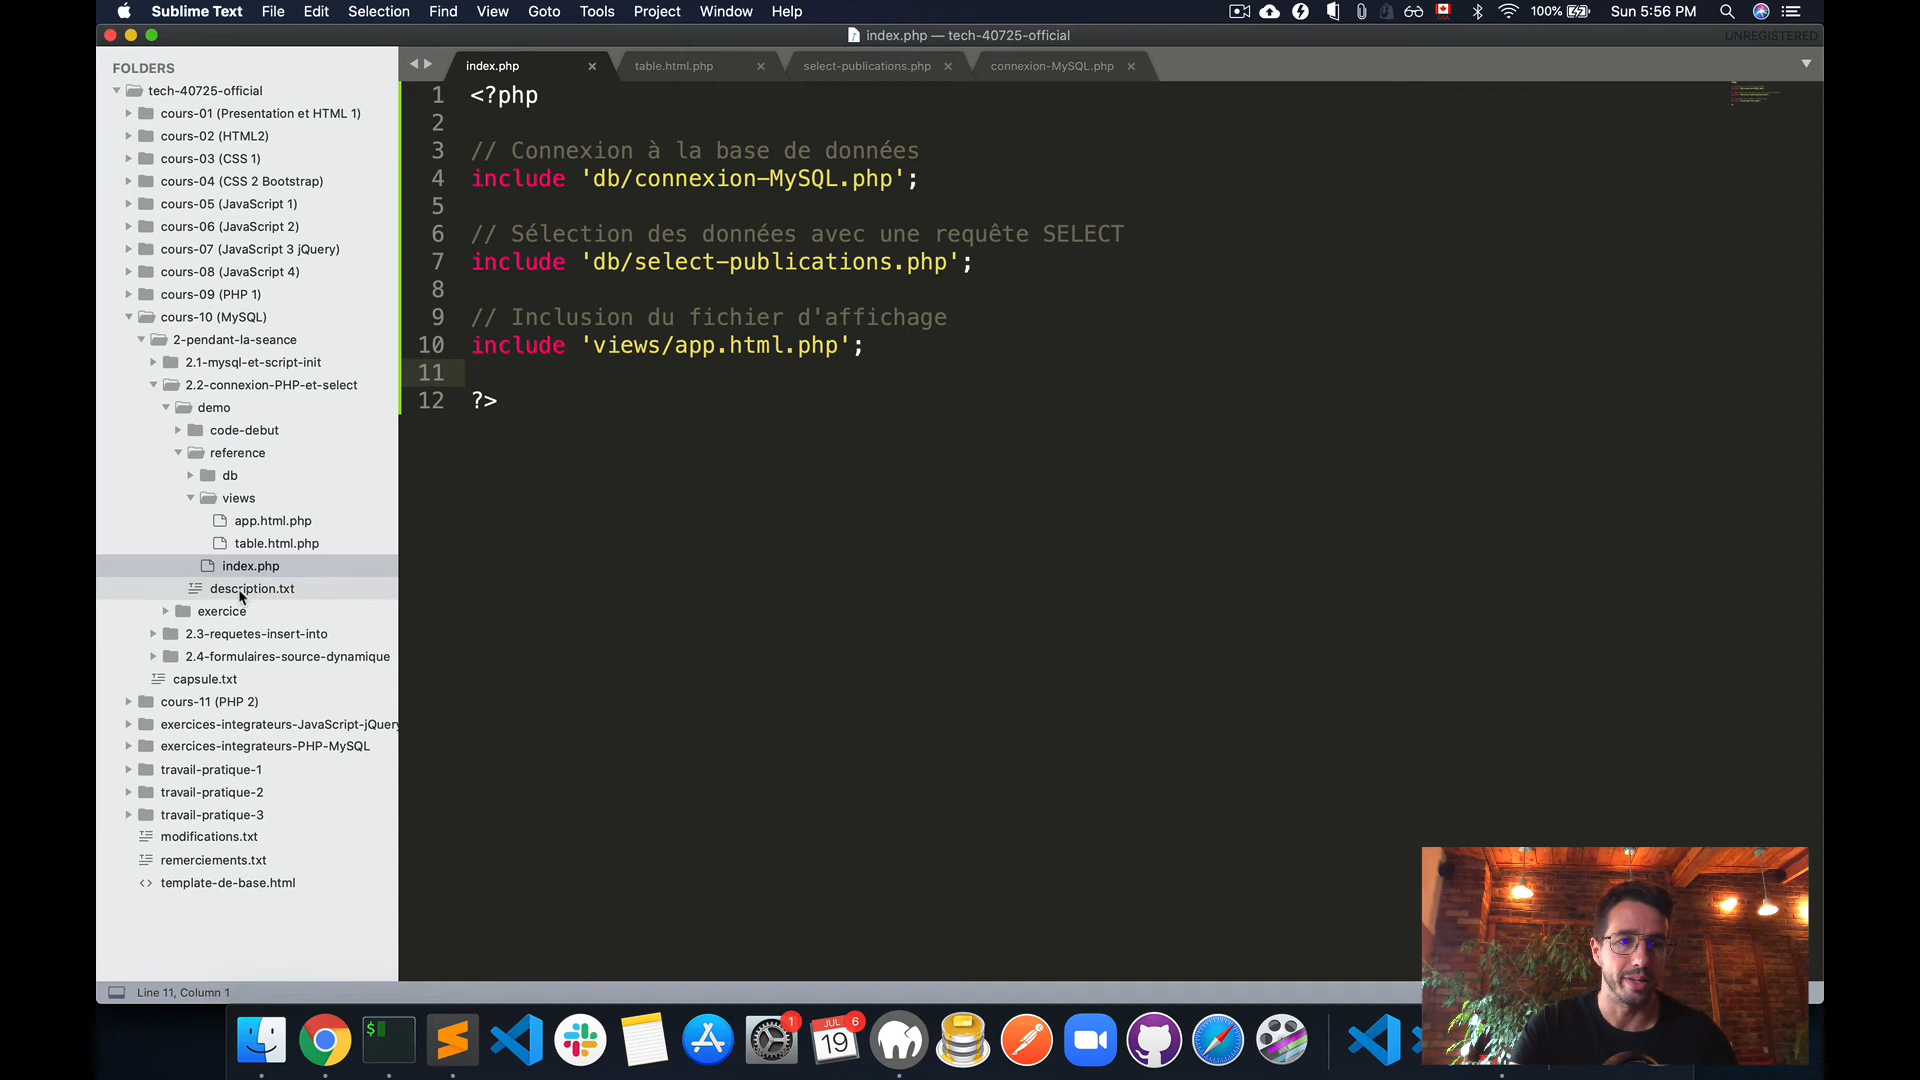 Sublime Text File Edit Selection Find View Goto Tools Project Window Help 100% Sun 5:56 PM
index.php — tech-40725-official UNREGISTERED
FOLDERS
tech-40725-official
cours-01 (Presentation et HTML 1)
cours-02 (HTML2)
cours-03 (CSS 1)
cours-04 (CSS 2 Bootstrap)
cours-05 (JavaScript 1)
cours-06 (JavaScript 2)
cours-07 (JavaScript 3 jQuery)
cours-08 (JavaScript 4)
cours-09 (PHP 1)
cours-10 (MySQL)
2-pendant-la-seance
2.1-mysql-et-script-init
2.2-connexion-PHP-et-select
demo
code-debut
reference
db
views
app.html.php
table.html.php
index.php
description.txt
exercice
2.3-requetes-insert-into
2.4-formulaires-source-dynamique
capsule.txt
cours-11 (PHP 2)
exercices-integrateurs-JavaScript-jQuery
exercices-integrateurs-PHP-MySQL
travail-pratique-1
travail-pratique-2
travail-pratique-3
modifications.txt
remerciements.txt
template-de-base.html
index.php table.html.php select-publications.php connexion-MySQL.php
1 <?php
2
3 // Connexion à la base de données
4 include 'db/connexion-MySQL.php';
5
6 // Sélection des données avec une requête SELECT
7 include 'db/select-publications.php';
8
9 // Inclusion du fichier d'affichage
10 include 'views/app.html.php';
11
12 ?>
Line 11, Column 1
$
1
JUL 6
19